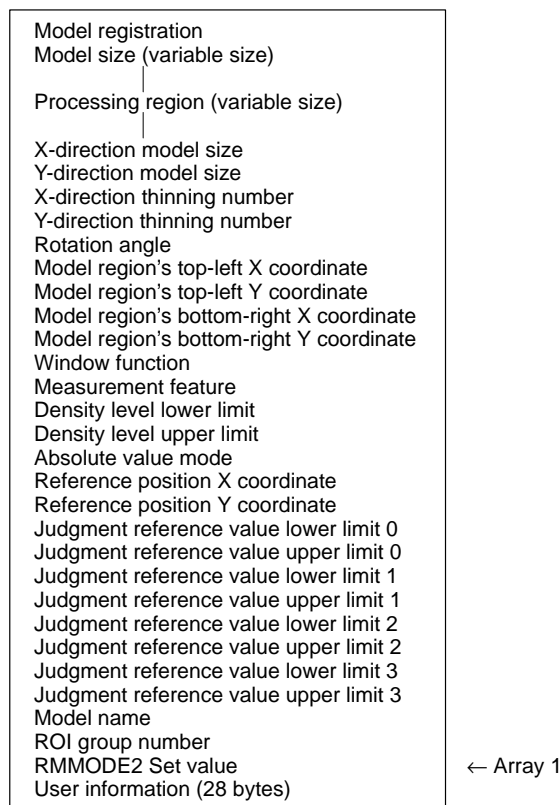 Model registration
Model size (variable size)
Processing region (variable size)
X-direction model size
Y-direction model size
X-direction thinning number
Y-direction thinning number
Rotation angle
Model region's top-left X coordinate
Model region's top-left Y coordinate
Model region's bottom-right X coordinate
Model region's bottom-right Y coordinate
Window function
Measurement feature
Density level lower limit
Density level upper limit
Absolute value mode
Reference position X coordinate
Reference position Y coordinate
Judgment reference value lower limit 0
Judgment reference value upper limit 0
Judgment reference value lower limit 1
Judgment reference value upper limit 1
Judgment reference value lower limit 2
Judgment reference value upper limit 2
Judgment reference value lower limit 3
Judgment reference value upper limit 3
Model name
ROI group number
RMMODE2 Set value ← Array 1
User information (28 bytes)